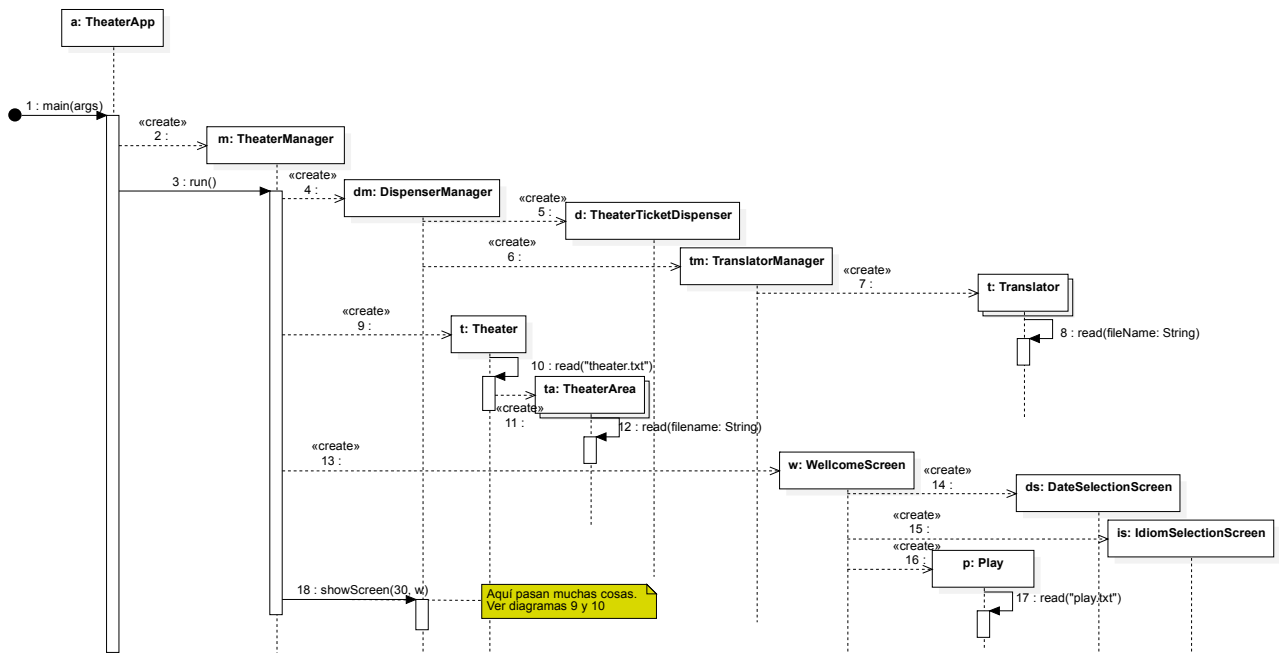 a: TheaterApp
1 : main(args)
«create»
2 :
m: TheaterManager
3 : run()
«create»
4 :
dm: DispenserManager
«create»
5 :
d: TheaterTicketDispenser
«create»
6 :
tm: TranslatorManager
«create»
7 :
t: Translator
8 : read(fileName: String)
«create»
9 :
t: Theater
10 : read("theater.txt")
ta: TheaterArea
«create»
11 :
12 : read(filename: String)
«create»
13 :
w: WellcomeScreen
«create»
14 :
ds: DateSelectionScreen
«create»
15 :
is: IdiomSelectionScreen
«create»
16 :
p: Play
17 : read("play.txt")
18 : showScreen(30, w)
Aquí pasan muchas cosas.
Ver diagramas 9 y 10